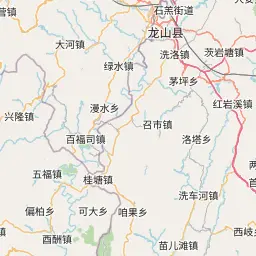 石羔街道
大河镇
龙山县
茨岩塘镇
洗洛镇
绿水镇
茅坪乡
漫水乡
红岩溪镇
兴隆镇
召市镇
百福司镇
洛塔乡
五福镇
桂塘镇
洗车河镇
偏柏乡
可大乡
咱果乡
酉酬镇
西岐乡
苗儿滩镇